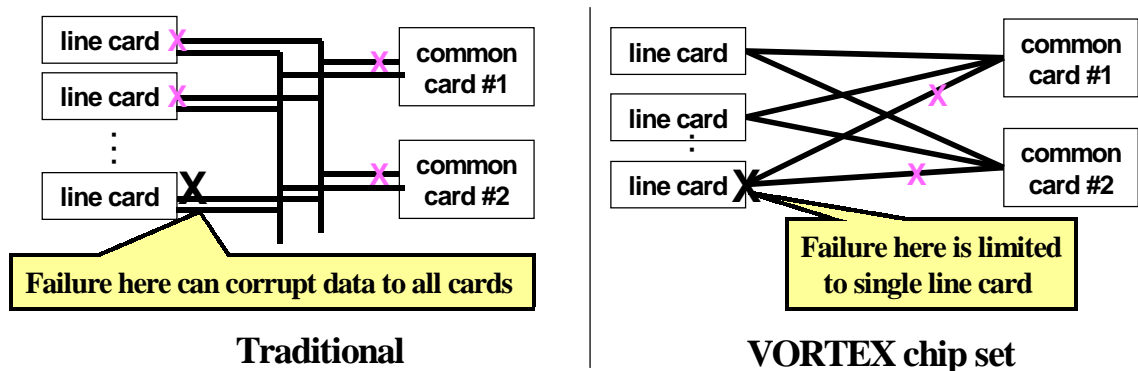 line card
line card
line card
common
card #1
common
card #2
X
X
X
X
X
Failure here can corrupt data to all cards
Traditional
line card
line card
line card
common
card #1
common
card #2
X
X
X
Failure here is limited
to single line card
VORTEX chip set